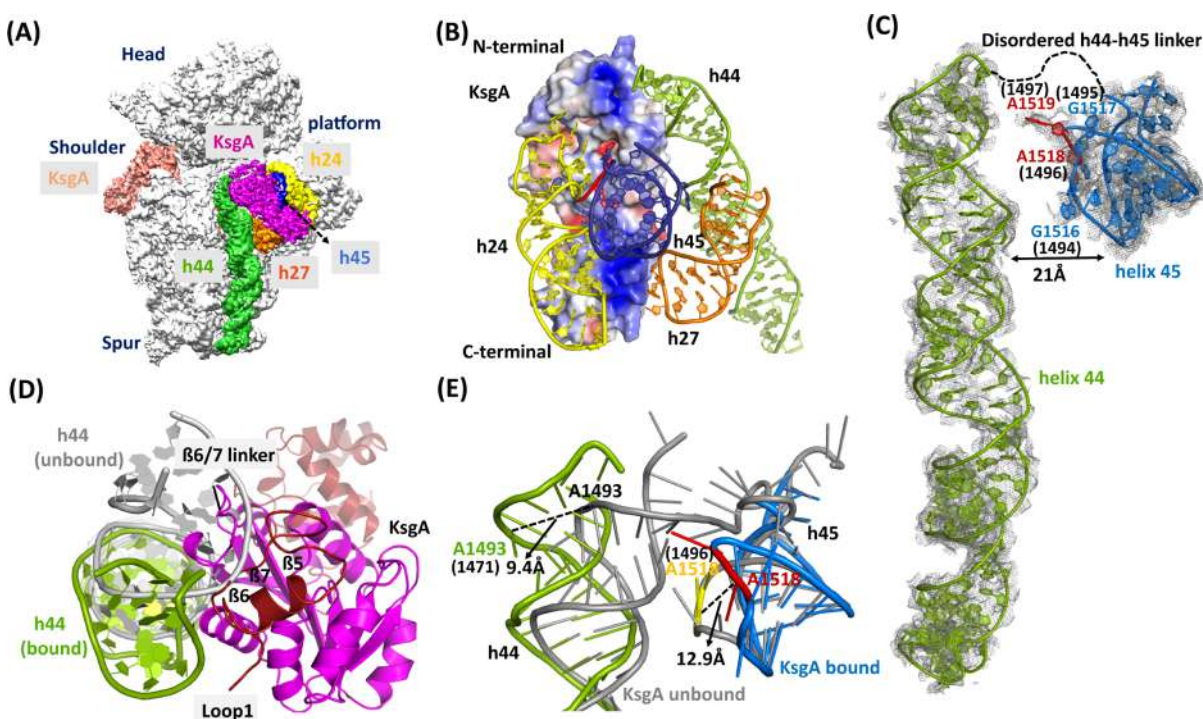 (A)
Head
Shoulder
KsgA
KsgA
platform
h24
h44
h27
h45
Spur
(B)
N-terminal
KsgA
h44
h24
h45
h27
C-terminal
(C)
Disordered h44-h45 linker
(1497) (1495)
A1519 G1517
A1518
(1496)
G1516
(1494)
21Å
helix 45
helix 44
(D)
h44
(unbound)
ß6/7 linker
KsgA
ß5
ß7
ß6
h44
(bound)
Loop1
(E)
A1493
h45
A1493
(1471) 9.4Å
(1496)
A1518
h44
12.9Å
KsgA bound
KsgA unbound